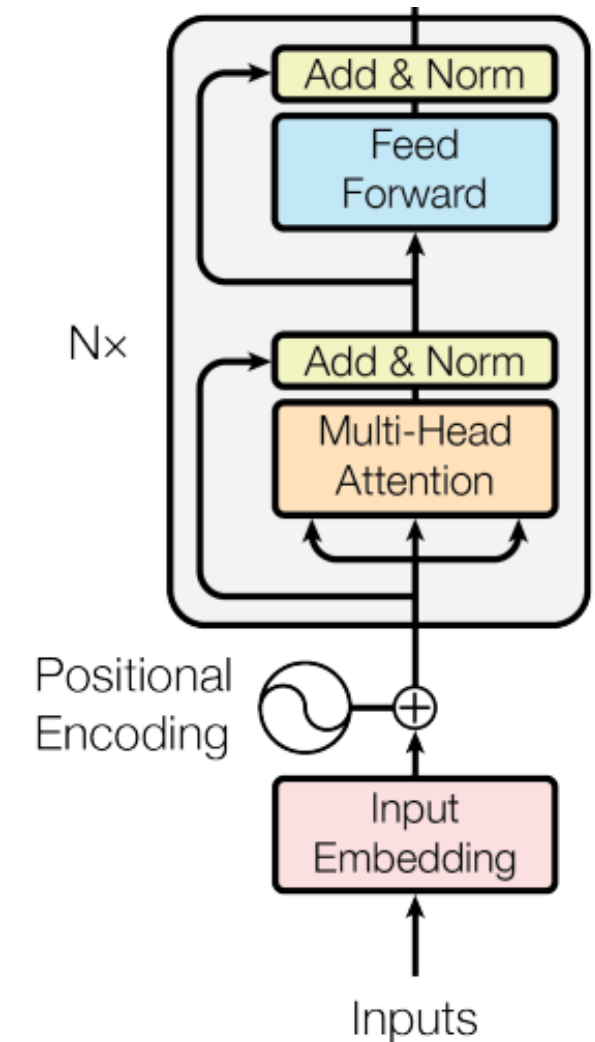 Add & Norm
Feed
Forward
N×
Add & Norm
Multi-Head
Attention
Positional
Encoding
Input
Embedding
Inputs